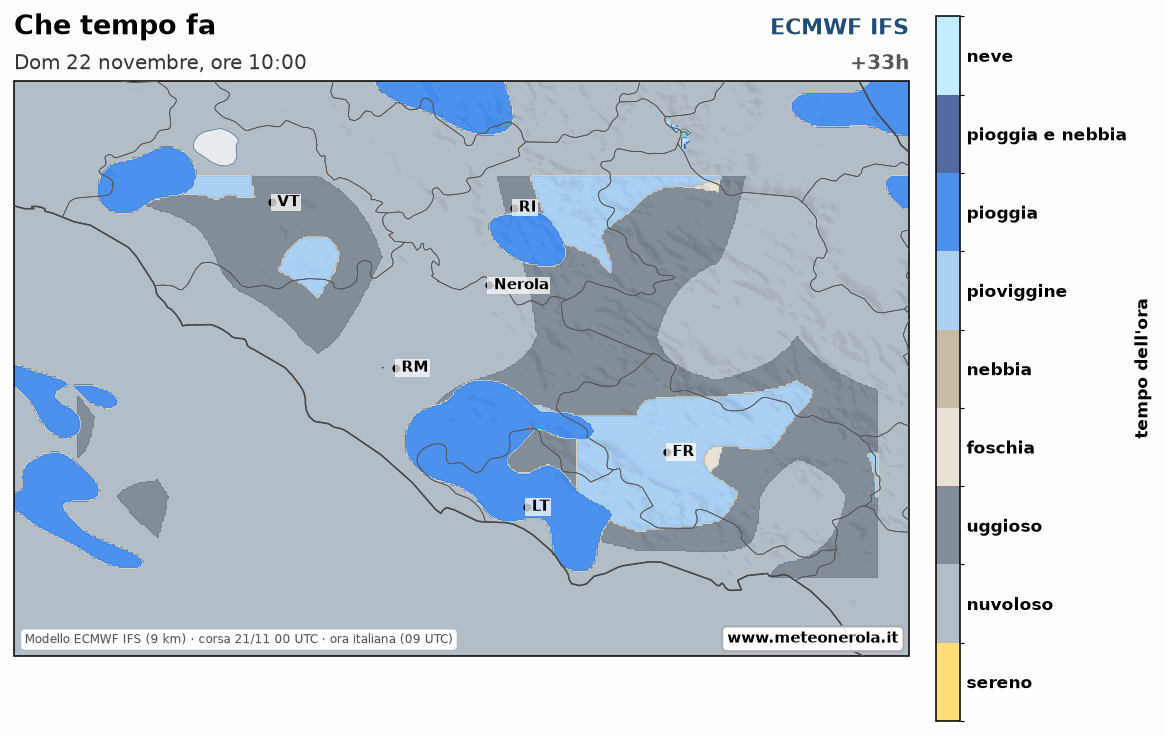 Che tempo fa
ECMWF IFS
Dom 22 novembre, ore 10:00
+33h
VT
RI
Nerola
RM
FR
LT
Modello ECMWF IFS (9 km) · corsa 21/11 00 UTC · ora italiana (09 UTC)
www.meteonerola.it
neve
pioggia e nebbia
pioggia
pioviggine
nebbia
foschia
uggioso
nuvoloso
sereno
tempo dell'ora